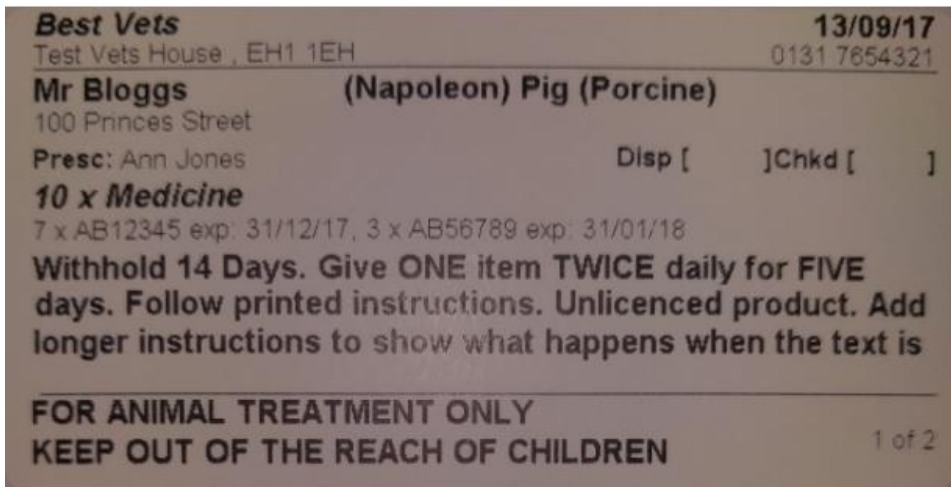 Best Vets 13/09/17
Test Vets House , EH1 1EH 0131 7654321
Mr Bloggs (Napoleon) Pig (Porcine)
100 Princes Street
Presc: Ann Jones Disp [ ]Chkd [ ]
10 x Medicine
7 x AB12345 exp: 31/12/17, 3 x AB56789 exp: 31/01/18
Withhold 14 Days. Give ONE item TWICE daily for FIVE
days. Follow printed instructions. Unlicenced product. Add
longer instructions to show what happens when the text is
FOR ANIMAL TREATMENT ONLY
KEEP OUT OF THE REACH OF CHILDREN 1 of 2